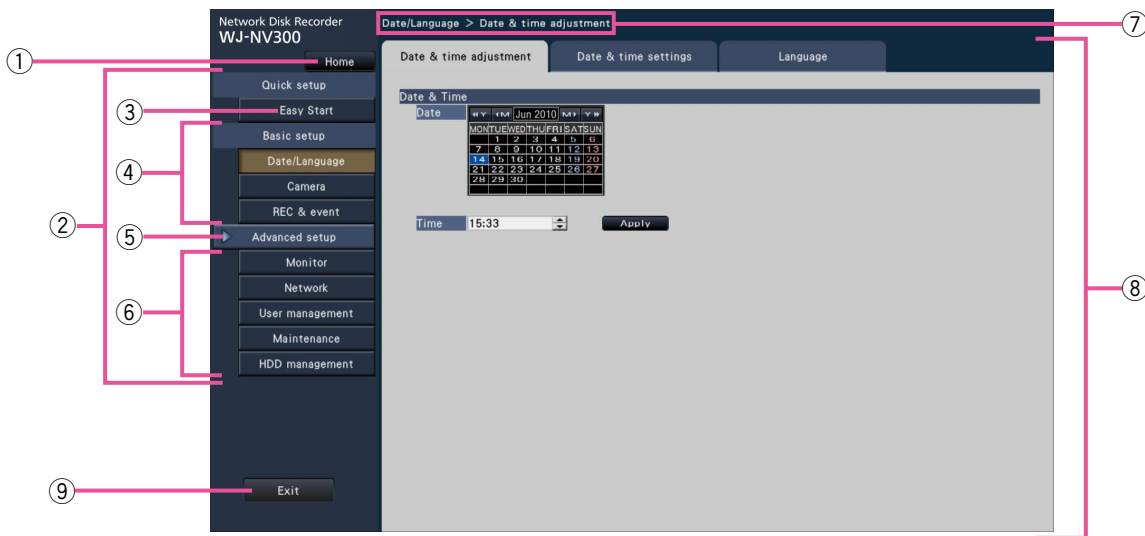 Network Disk Recorder
WJ-NV300
Date/Language > Date & time adjustment
⑦
①
Home
Date & time adjustment
Date & time settings
Language
Quick setup
③
Easy Start
Basic setup
④
Date/Language
Camera
REC & event
②
⑤
Advanced setup
⑥
Monitor
Network
User management
Maintenance
HDD management
⑨
Exit
Date & Time
Date
«Y ‹M Jun 2010 M› Y»
MON TUE WED THU FRI SAT SUN
1 2 3 4 5 6
7 8 9 10 11 12 13
14 15 16 17 18 19 20
21 22 23 24 25 26 27
28 29 30
Time 15:33 Apply
⑧